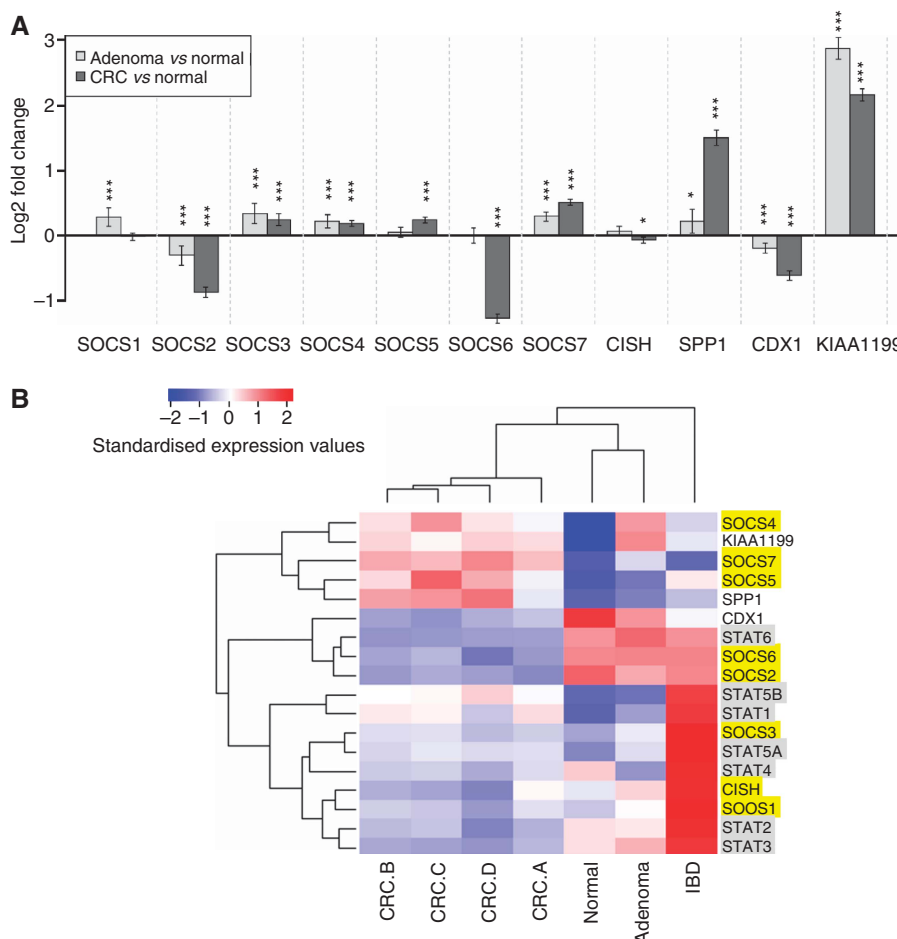 A
3
2
1
0
−1
Log2 fold change
Adenoma vs normal
CRC vs normal
***
***
***
***
***
***
***
***
***
***
***
***
*
*
***
***
***
***
***
SOCS1 SOCS2 SOCS3 SOCS4 SOCS5 SOCS6 SOCS7 CISH SPP1 CDX1 KIAA1199
B
−2 −1 0 1 2
Standardised expression values
SOCS4
KIAA1199
SOCS7
SOCS5
SPP1
CDX1
STAT6
SOCS6
SOCS2
STAT5B
STAT1
SOCS3
STAT5A
STAT4
CISH
SOOS1
STAT2
STAT3
CRC.B
CRC.C
CRC.D
CRC.A
Normal
Adenoma
IBD